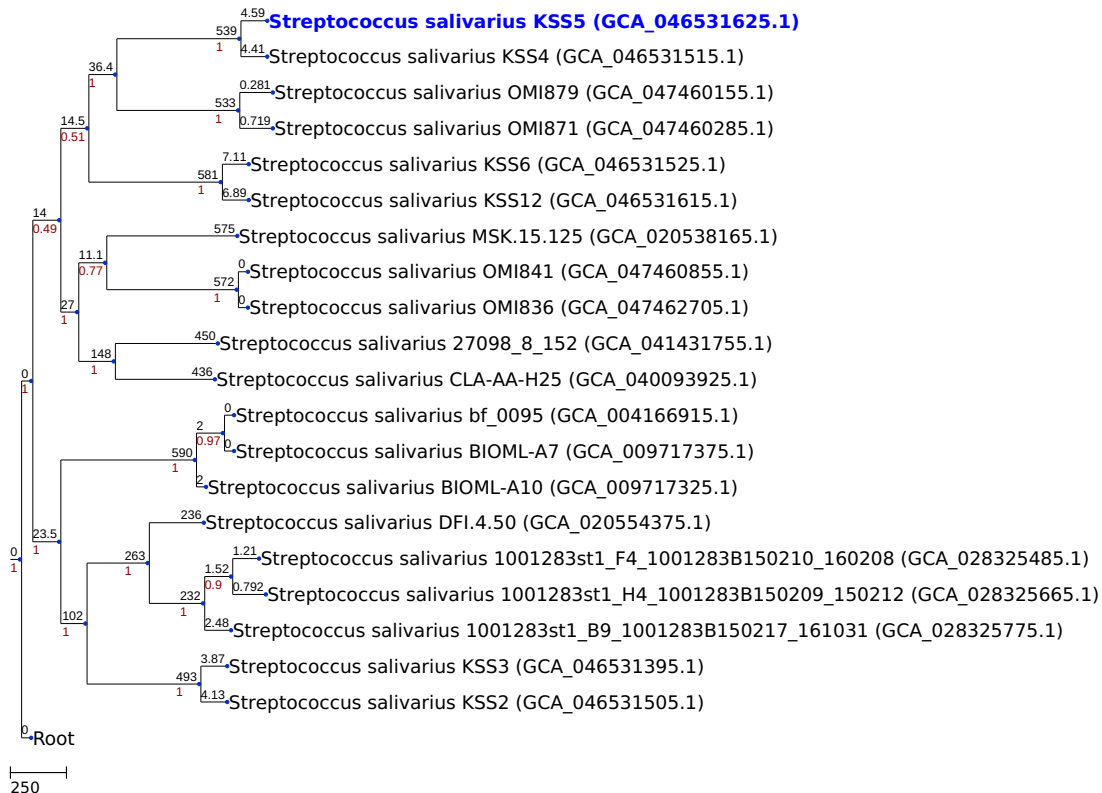 4.59
Streptococcus salivarius KSS5 (GCA_046531625.1)
539
1
4.41
Streptococcus salivarius KSS4 (GCA_046531515.1)
36.4
1
0.281
Streptococcus salivarius OMI879 (GCA_047460155.1)
533
1
0.719
Streptococcus salivarius OMI871 (GCA_047460285.1)
14.5
0.51
7.11
Streptococcus salivarius KSS6 (GCA_046531525.1)
581
1
6.89
Streptococcus salivarius KSS12 (GCA_046531615.1)
14
0.49
575
Streptococcus salivarius MSK.15.125 (GCA_020538165.1)
11.1
0.77
0
Streptococcus salivarius OMI841 (GCA_047460855.1)
572
1
0
Streptococcus salivarius OMI836 (GCA_047462705.1)
27
1
450
Streptococcus salivarius 27098_8_152 (GCA_041431755.1)
148
1
436
Streptococcus salivarius CLA-AA-H25 (GCA_040093925.1)
0
1
0
Streptococcus salivarius bf_0095 (GCA_004166915.1)
2
0.97
0
Streptococcus salivarius BIOML-A7 (GCA_009717375.1)
590
1
2
Streptococcus salivarius BIOML-A10 (GCA_009717325.1)
236
Streptococcus salivarius DFI.4.50 (GCA_020554375.1)
23.5
1
0
1
263
1
1.21
Streptococcus salivarius 1001283st1_F4_1001283B150210_160208 (GCA_028325485.1)
1.52
0.9
0.792
Streptococcus salivarius 1001283st1_H4_1001283B150209_150212 (GCA_028325665.1)
232
1
2.48
Streptococcus salivarius 1001283st1_B9_1001283B150217_161031 (GCA_028325775.1)
102
1
3.87
Streptococcus salivarius KSS3 (GCA_046531395.1)
493
1
4.13
Streptococcus salivarius KSS2 (GCA_046531505.1)
0
Root
250